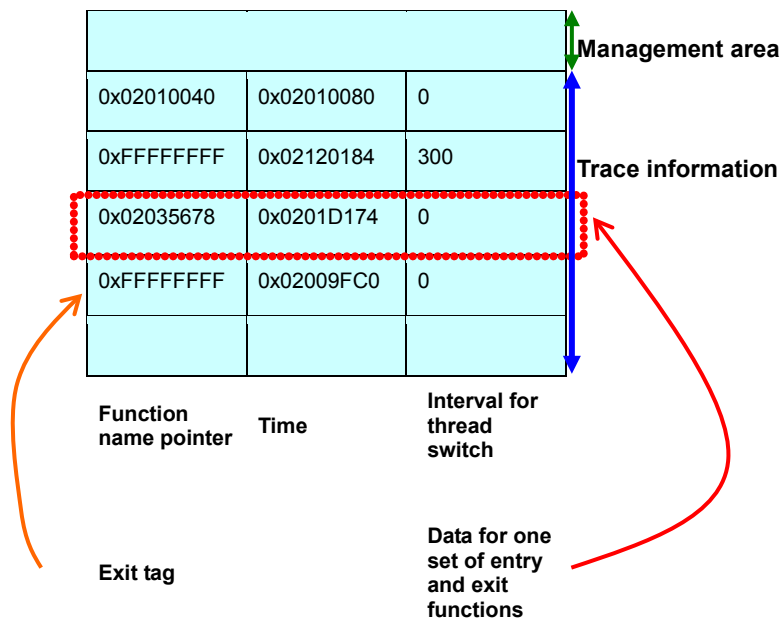 Management area
0x02010040 0x02010080 0
0xFFFFFFFF 0x02120184 300
Trace information
0x02035678 0x0201D174 0
0xFFFFFFFF 0x02009FC0 0
Function
name pointer
Time
Interval for
thread
switch
Exit tag
Data for one
set of entry
and exit
functions